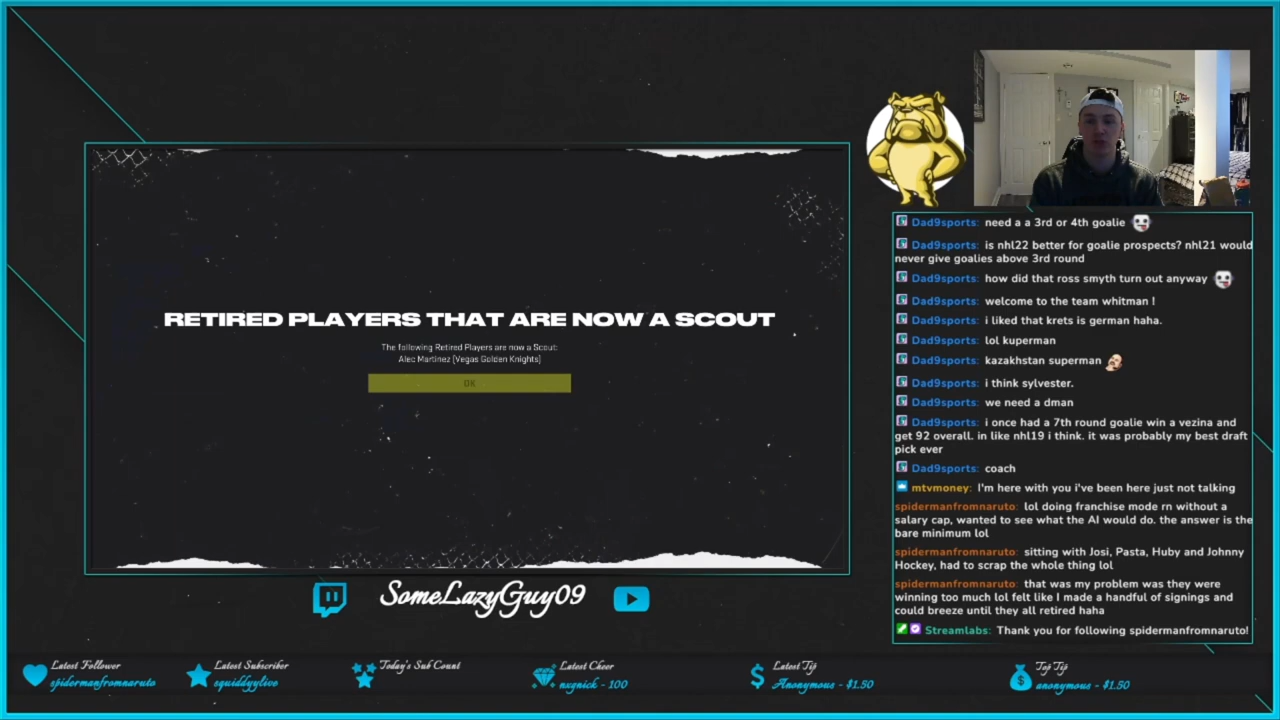 RETIRED PLAYERS THAT ARE NOW A SCOUT
The following Retired Players are now a Scout:
Alec Martinez (Vegas Golden Knights)
OK
Dad9sports: need a a 3rd or 4th goalie
Dad9sports: is nhl22 better for goalie prospects? nhl21 would
never give goalies above 3rd round
Dad9sports: how did that ross smyth turn out anyway
Dad9sports: welcome to the team whitman !
Dad9sports: i liked that krets is german haha.
Dad9sports: lol kuperman
Dad9sports: kazakhstan superman
Dad9sports: i think sylvester.
Dad9sports: we need a dman
Dad9sports: i once had a 7th round goalie win a vezina and
get 92 overall. in like nhl19 i think. it was probably my best draft
pick ever
Dad9sports: coach
mtvmoney: I'm here with you i've been here just not talking
spidermanfromnaruto: lol doing franchise mode rn without a
salary cap, wanted to see what the AI would do. the answer is the
bare minimum lol
spidermanfromnaruto: sitting with Josi, Pasta, Huby and Johnny
Hockey, had to scrap the whole thing lol
spidermanfromnaruto: that was my problem was they were
winning too much lol felt like I made a handful of signings and
could breeze until they all retired haha
Streamlabs: Thank you for following spidermanfromnaruto!
SomeLazyGuy09
Latest Follower
spidermanfromnaruto
Latest Subscriber
squiddyylive
Today's Sub Count
Latest Cheer
nxgnick - 100
Latest Tip
Anonymous - $1.50
Top Tip
anonymous - $1.50